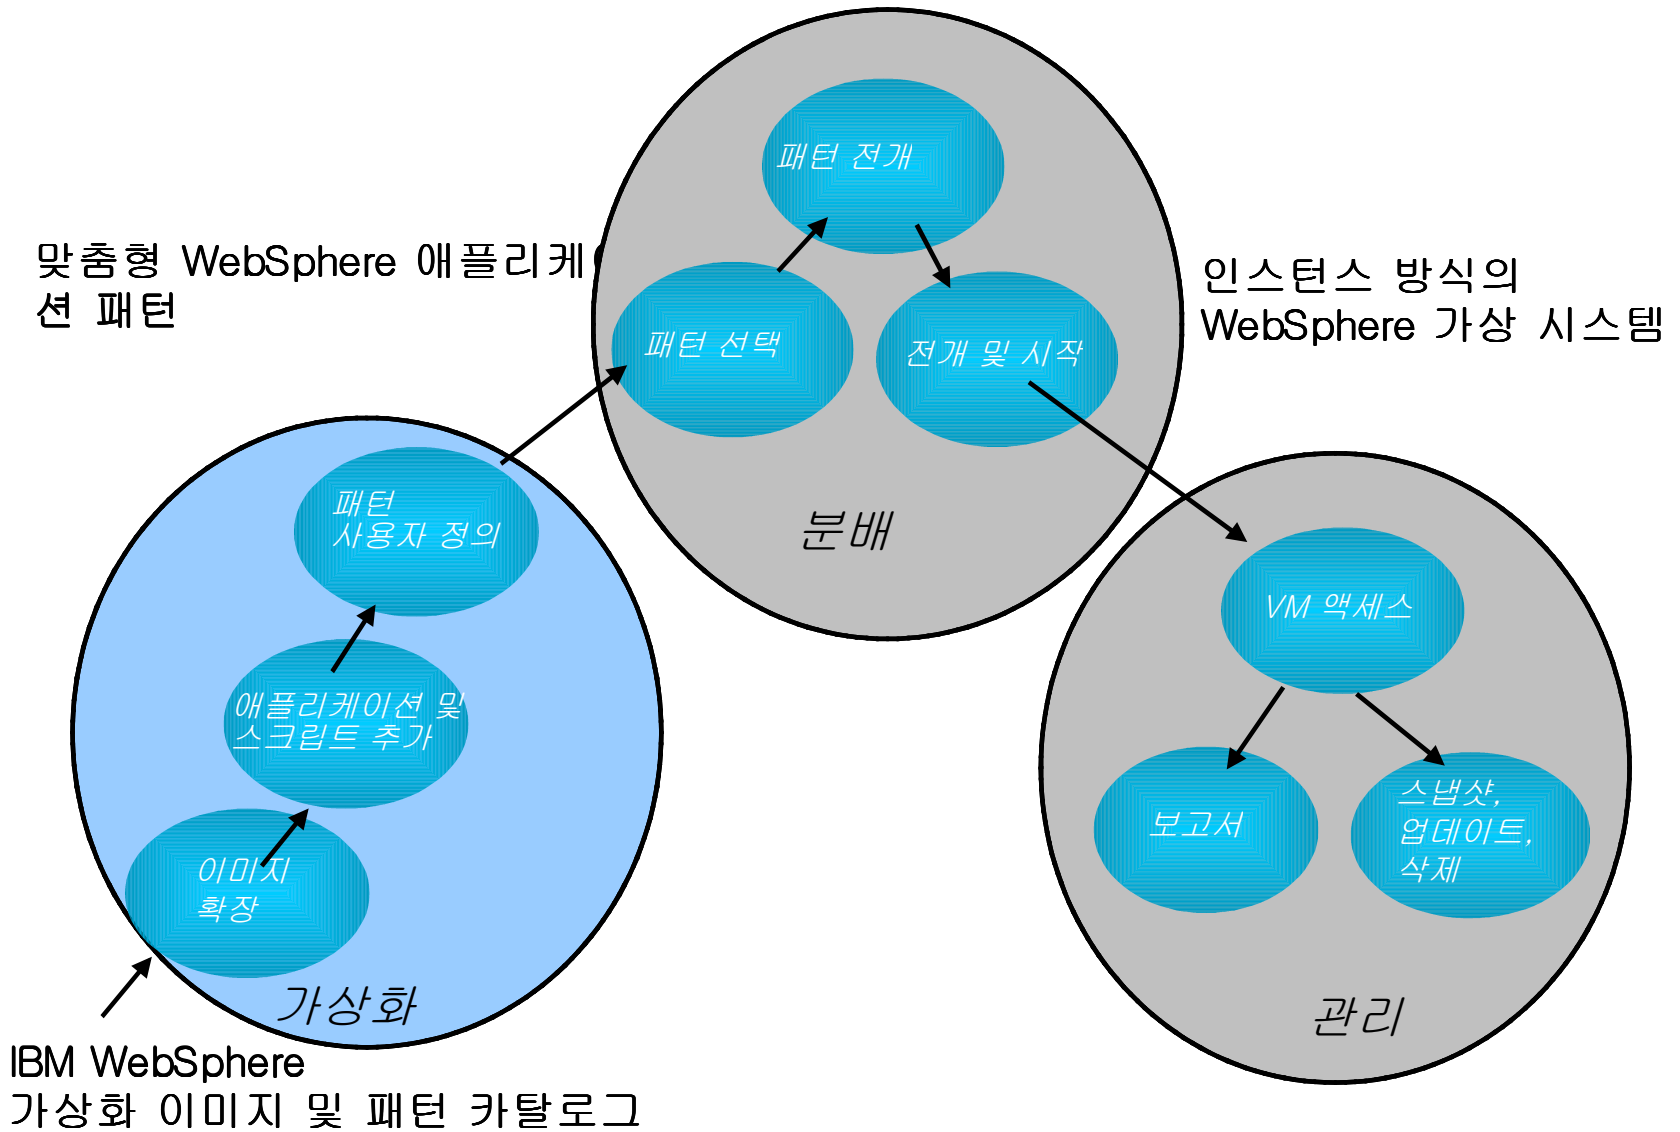 패턴 전개
맞춤형 WebSphere 애플리케이
션 패턴
인스턴스 방식의
WebSphere 가상 시스템
패턴 선택
전개 및 시작
분배
패턴
사용자 정의
VM 액세스
애플리케이션 및
스크립트 추가
보고서
스냅샷,
업데이트,
삭제
이미지
확장
가상화
관리
IBM WebSphere
가상화 이미지 및 패턴 카탈로그